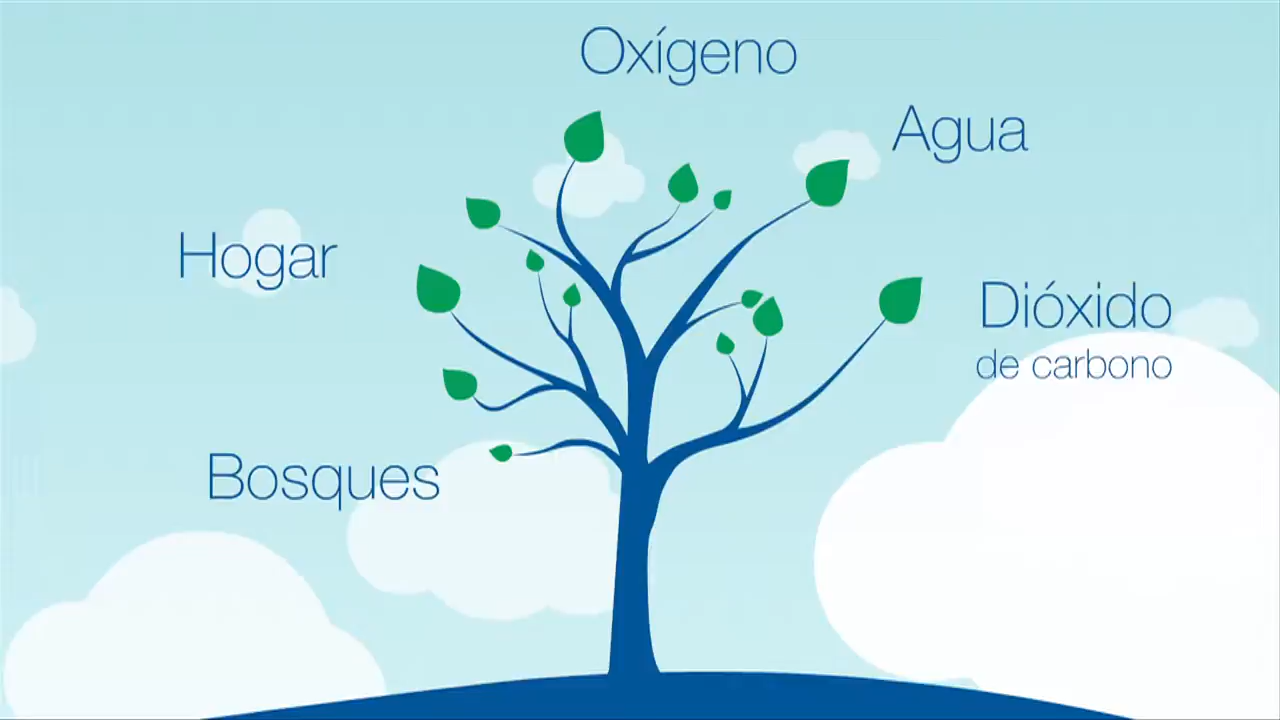 Oxígeno
Agua
Hogar
Dióxido
de carbono
Bosques